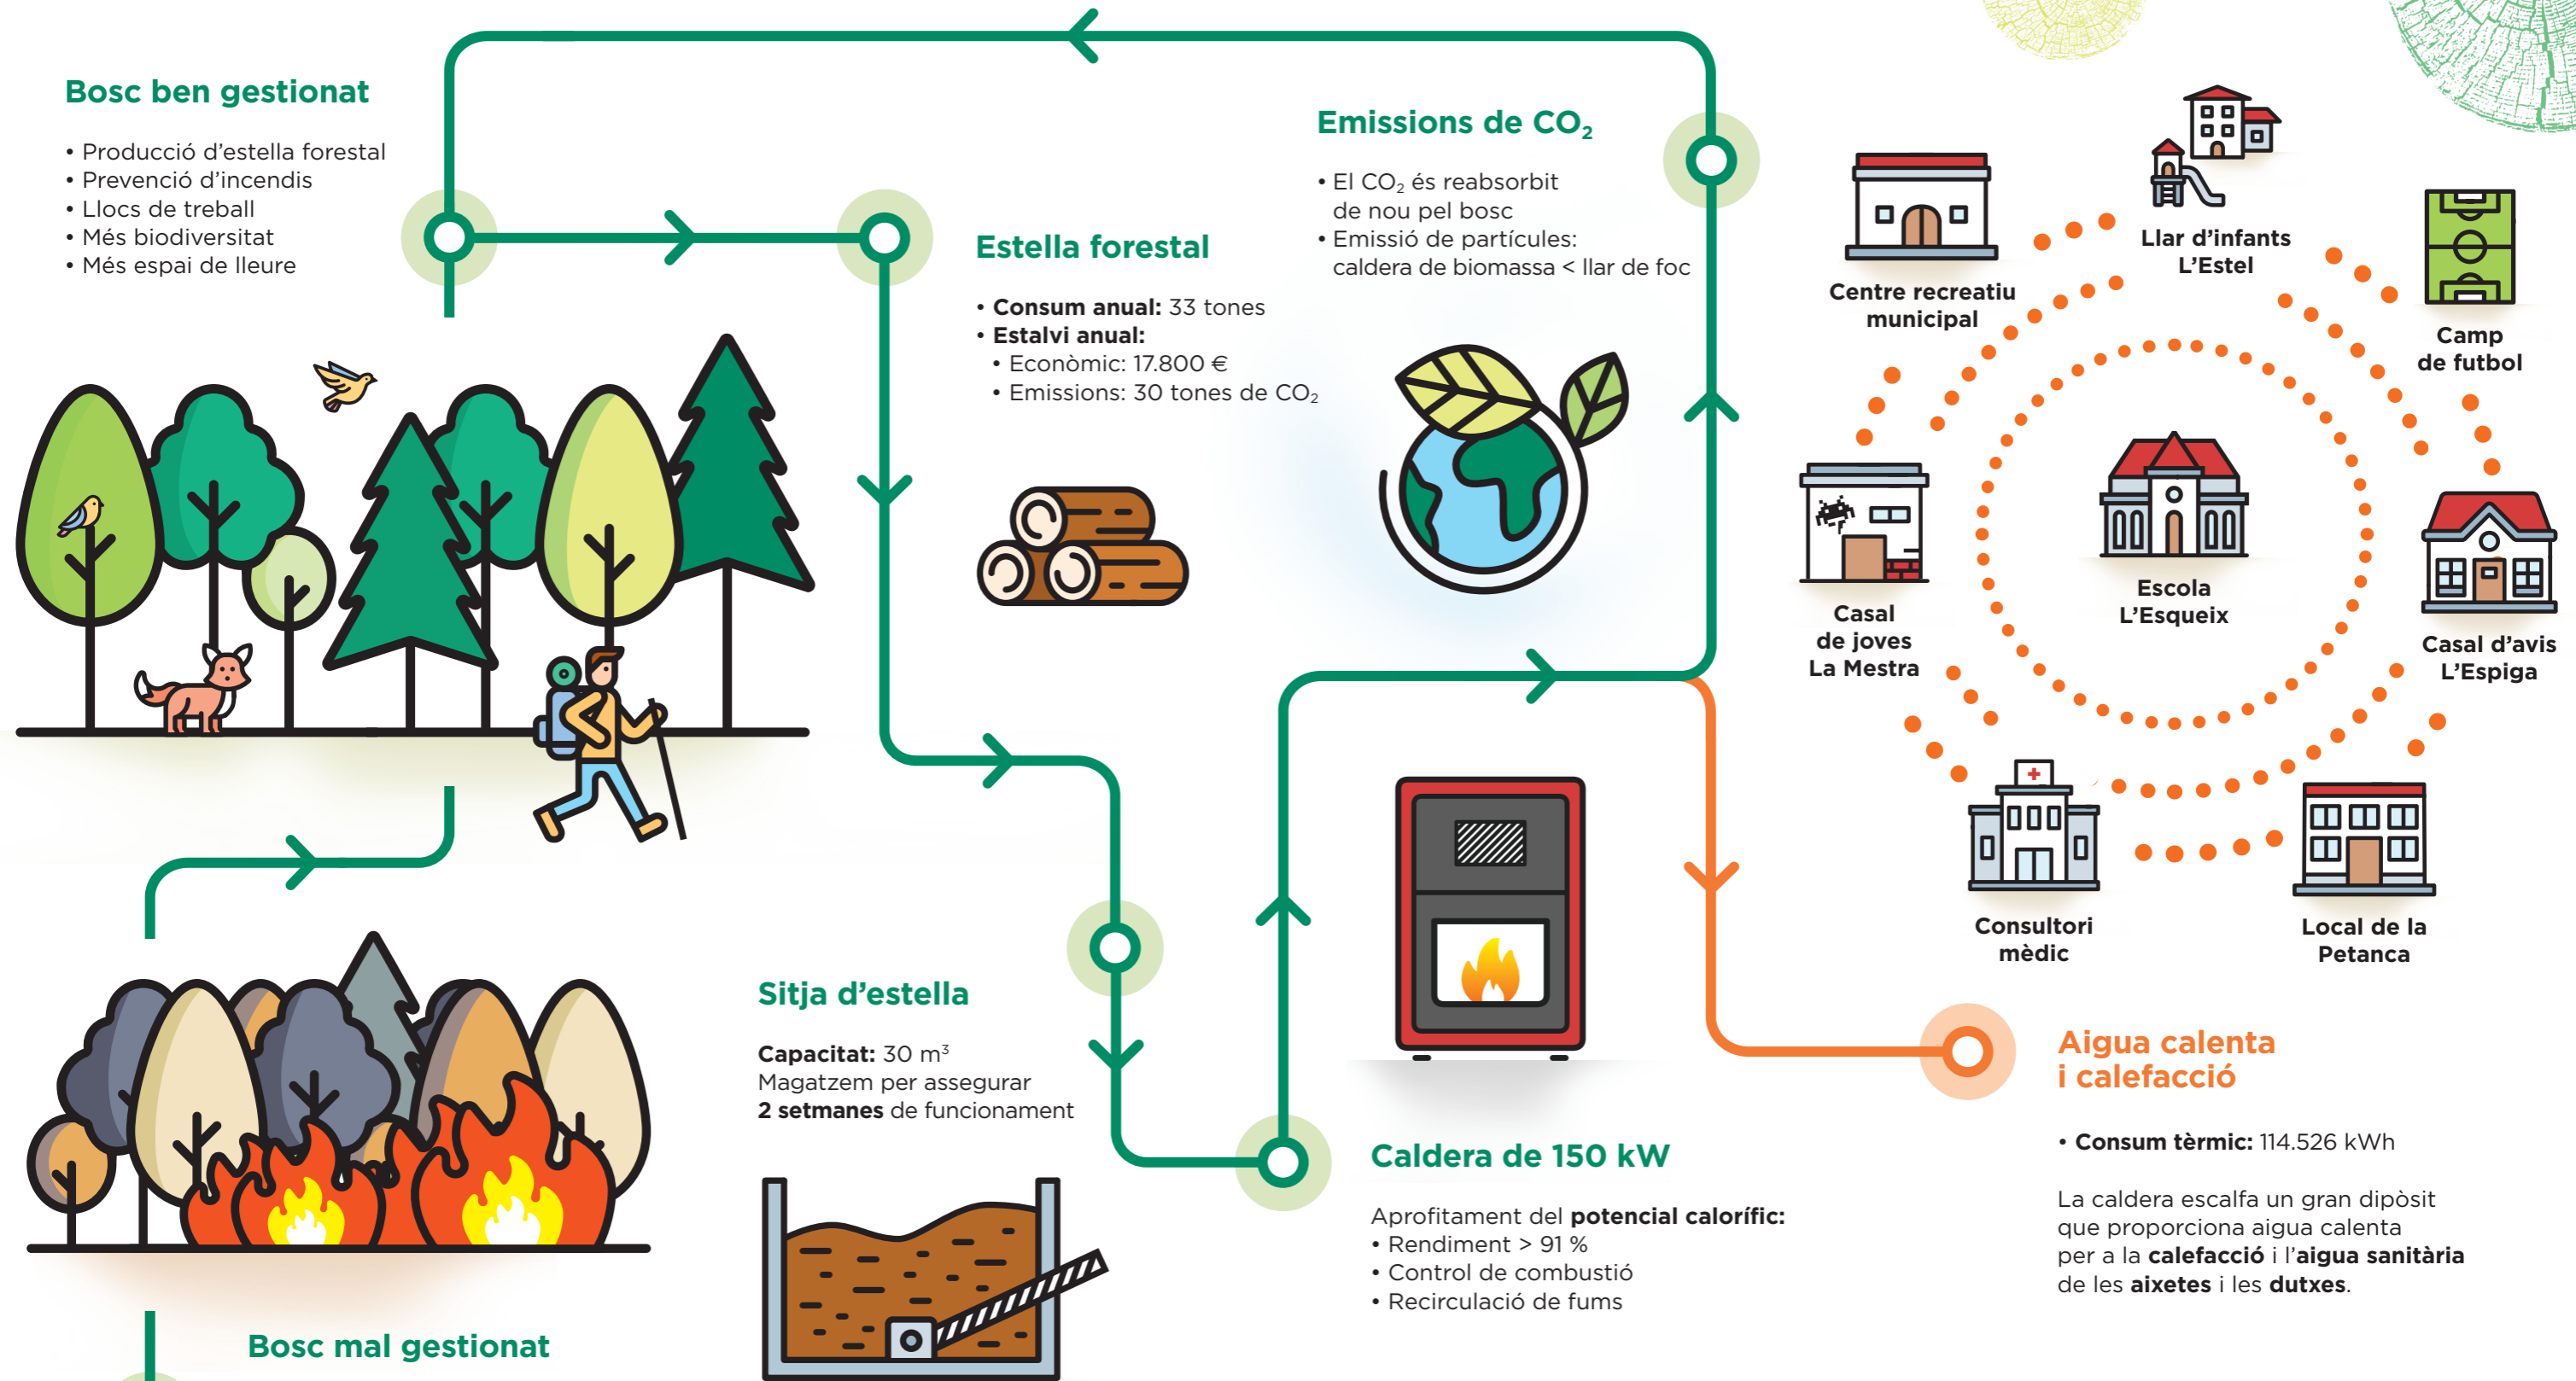 Bosc ben gestionat
• Producció d'estella forestal
• Prevenció d'incendis
• Llocs de treball
• Més biodiversitat
• Més espai de lleure
Estella forestal
• Consum anual: 33 tones
• Estalvi anual:
• Econòmic: 17.800 €
• Emissions: 30 tones de CO₂
Emissions de CO₂
• El CO₂ és reabsorbit
de nou pel bosc
• Emissió de partícules:
caldera de biomassa < llar de foc
Centre recreatiu
municipal
Llar d'infants
L'Estel
Camp
de futbol
Casal
de joves
La Mestra
Escola
L'Esqueix
Casal d'avis
L'Espiga
Consultori
mèdic
Local de la
Petanca
Sitja d'estella
Capacitat: 30 m³
Magatzem per assegurar
2 setmanes de funcionament
Caldera de 150 kW
Aprofitament del potencial calorífic:
• Rendiment > 91 %
• Control de combustió
• Recirculació de fums
Aigua calenta
i calefacció
• Consum tèrmic: 114.526 kWh
La caldera escalfa un gran dipòsit
que proporciona aigua calenta
per a la calefacció i l'aigua sanitària
de les aixetes i les dutxes.
Bosc mal gestionat